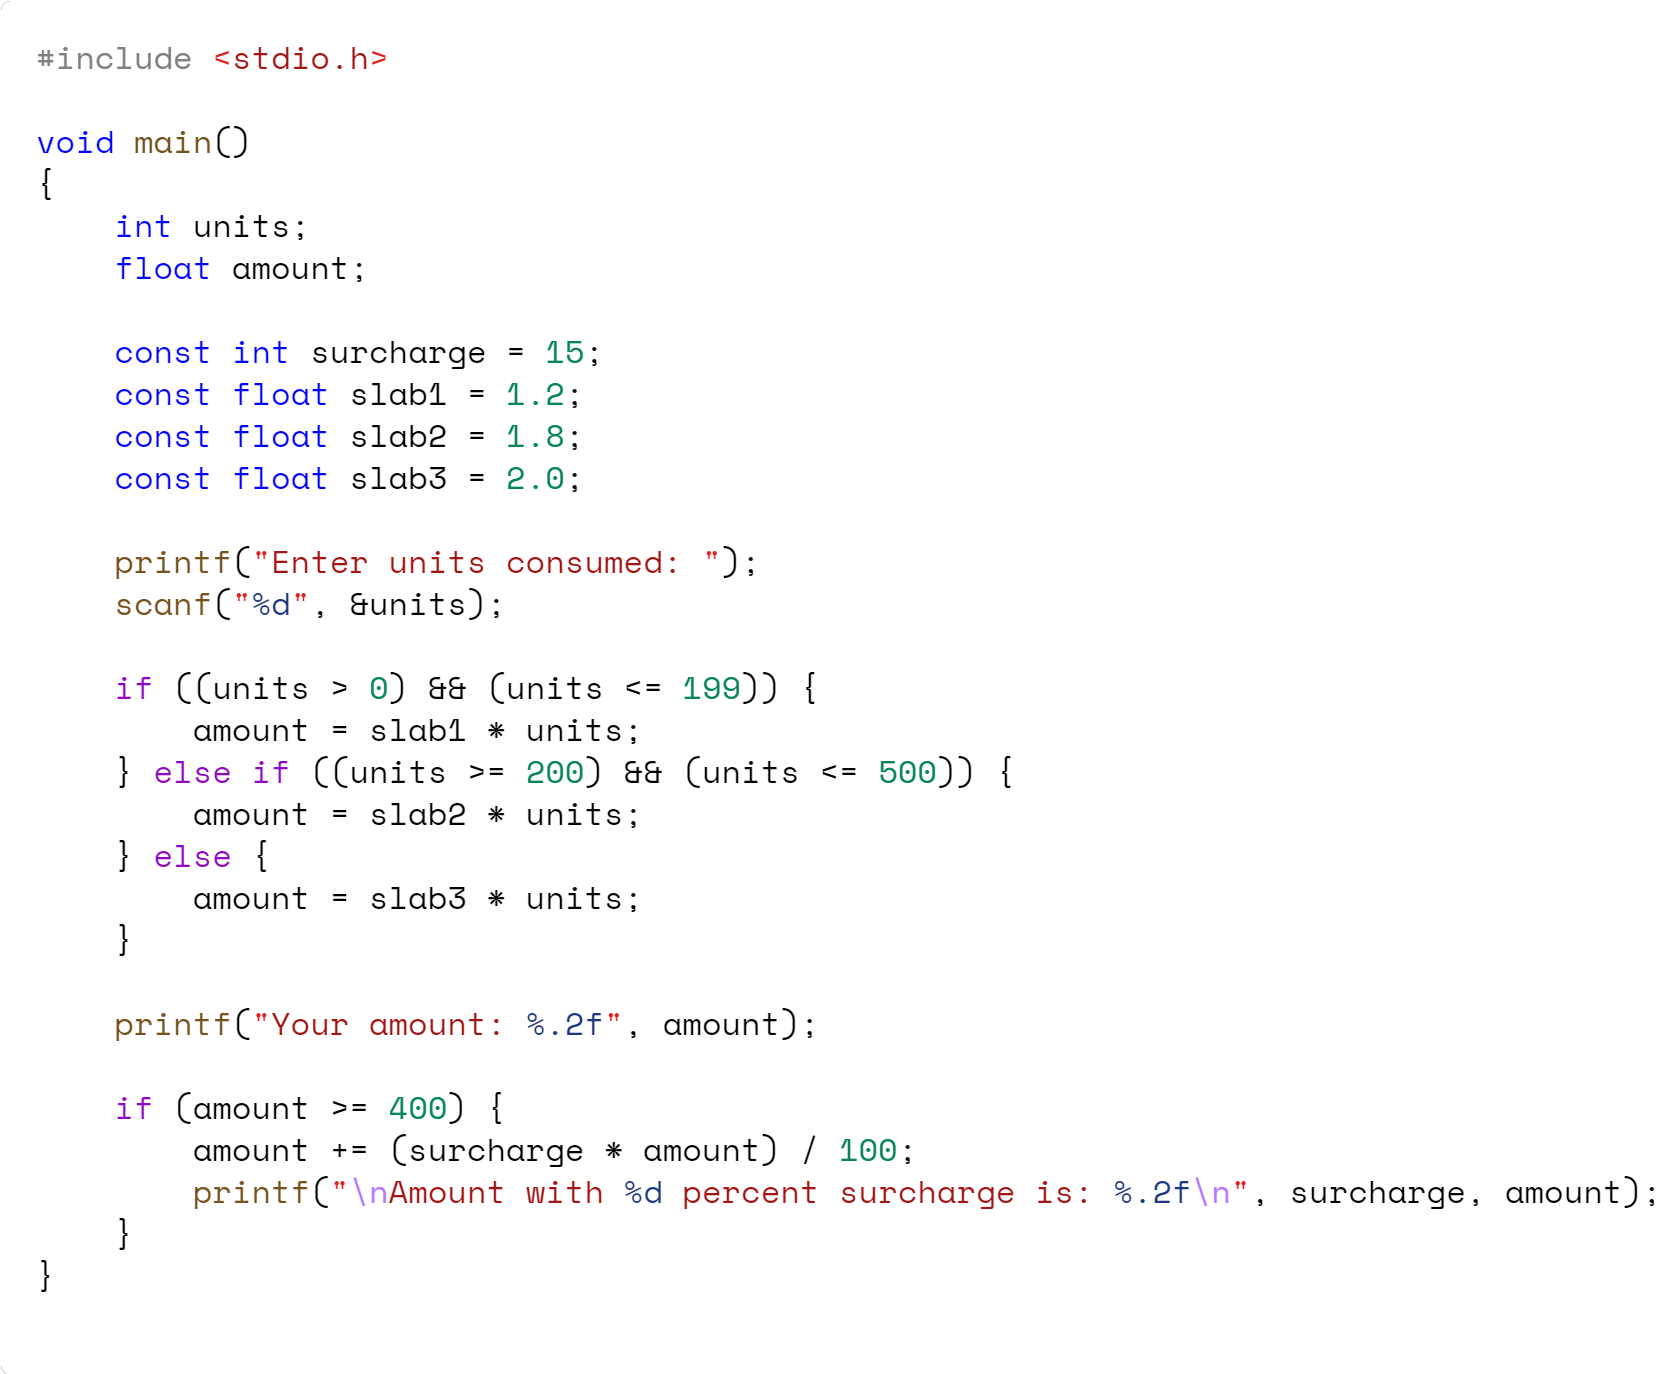 #include <stdio.h>

void main()
{
    int units;
    float amount;

    const int surcharge = 15;
    const float slab1 = 1.2;
    const float slab2 = 1.8;
    const float slab3 = 2.0;

    printf("Enter units consumed: ");
    scanf("%d", &units);

    if ((units > 0) && (units <= 199)) {
        amount = slab1 * units;
    } else if ((units >= 200) && (units <= 500)) {
        amount = slab2 * units;
    } else {
        amount = slab3 * units;
    }

    printf("Your amount: %.2f", amount);

    if (amount >= 400) {
        amount += (surcharge * amount) / 100;
        printf("\nAmount with %d percent surcharge is: %.2f\n", surcharge, amount);
    }
}